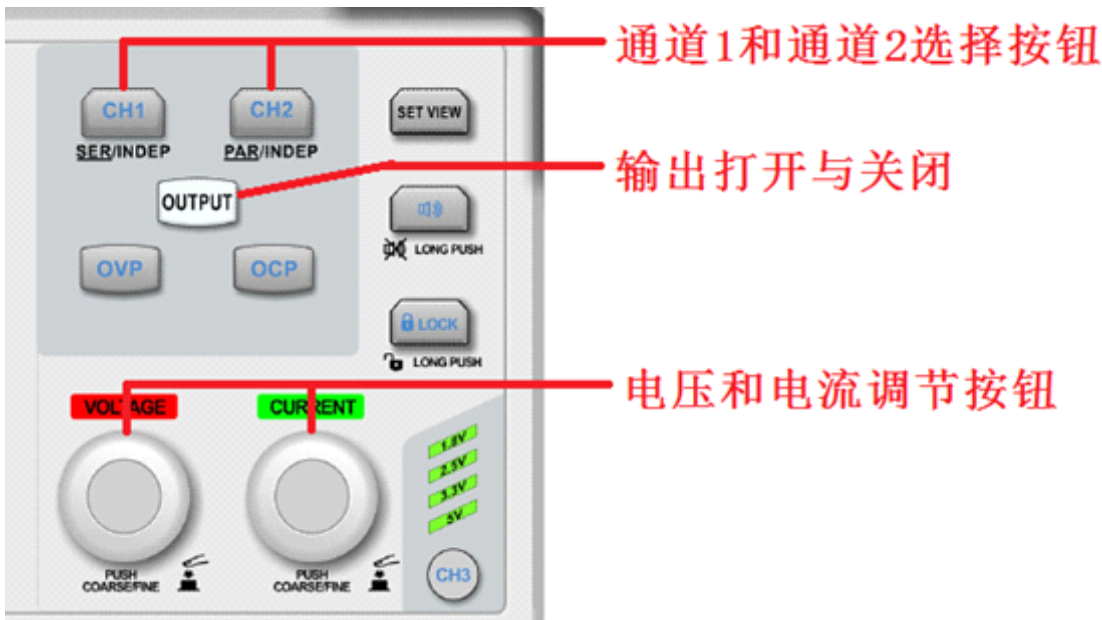 通道1和通道2选择按钮
CH1
CH2
SET VIEW
SER/INDEP
PAR/INDEP
输出打开与关闭
OUTPUT
LONG PUSH
OVP
OCP
LOCK
LONG PUSH
电压和电流调节按钮
VOLTAGE
CURRENT
1.8V
2.5V
3.3V
5V
PUSH
COARSE/FINE
PUSH
COARSE/FINE
CH3